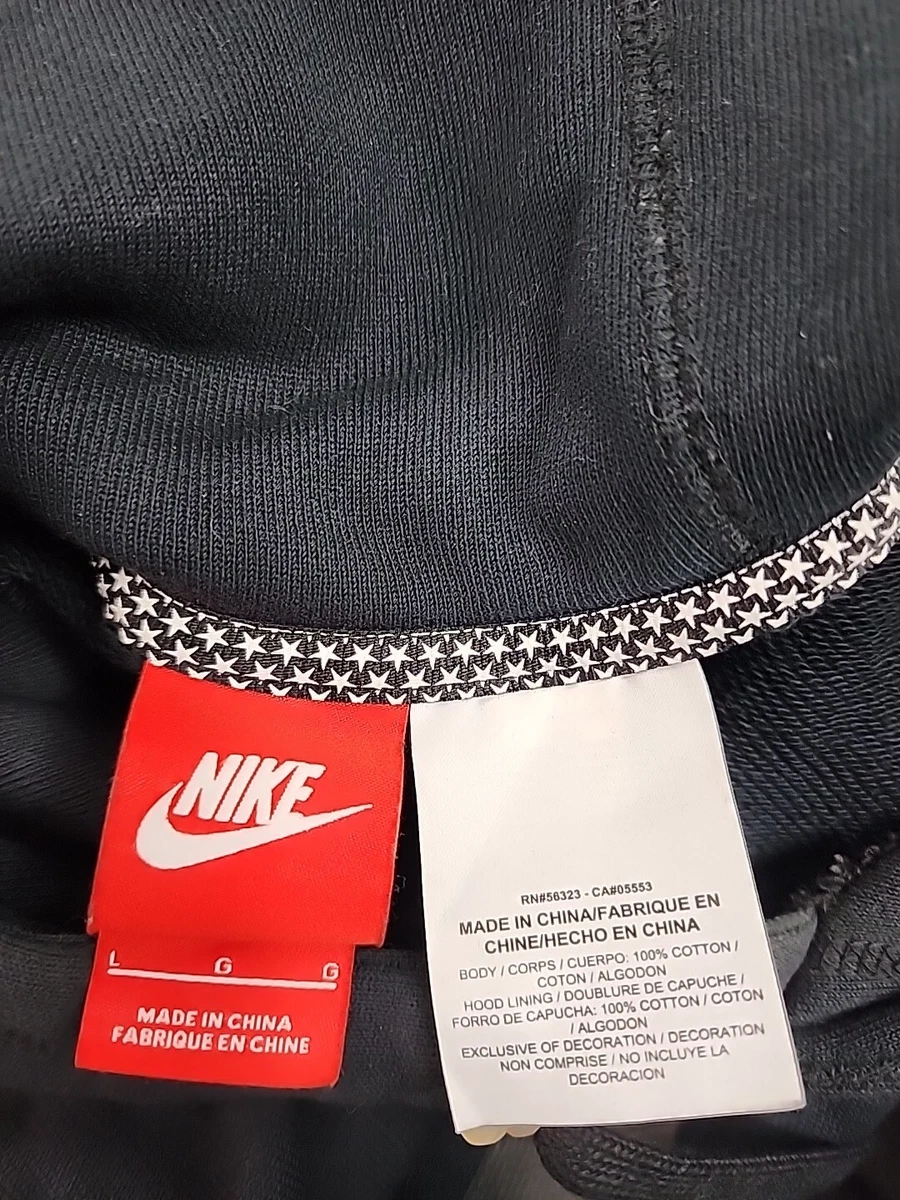 NIKE
L G G
MADE IN CHINA
FABRIQUE EN CHINE
RN#56323 - CA#05553
MADE IN CHINA/FABRIQUE EN
CHINE/HECHO EN CHINA
BODY / CORPS / CUERPO: 100% COTTON /
COTON / ALGODON
HOOD LINING / DOUBLURE DE CAPUCHE /
FORRO DE CAPUCHA: 100% COTTON / COTON
/ ALGODON
EXCLUSIVE OF DECORATION / DECORATION
NON COMPRISE / NO INCLUYE LA
DECORACION